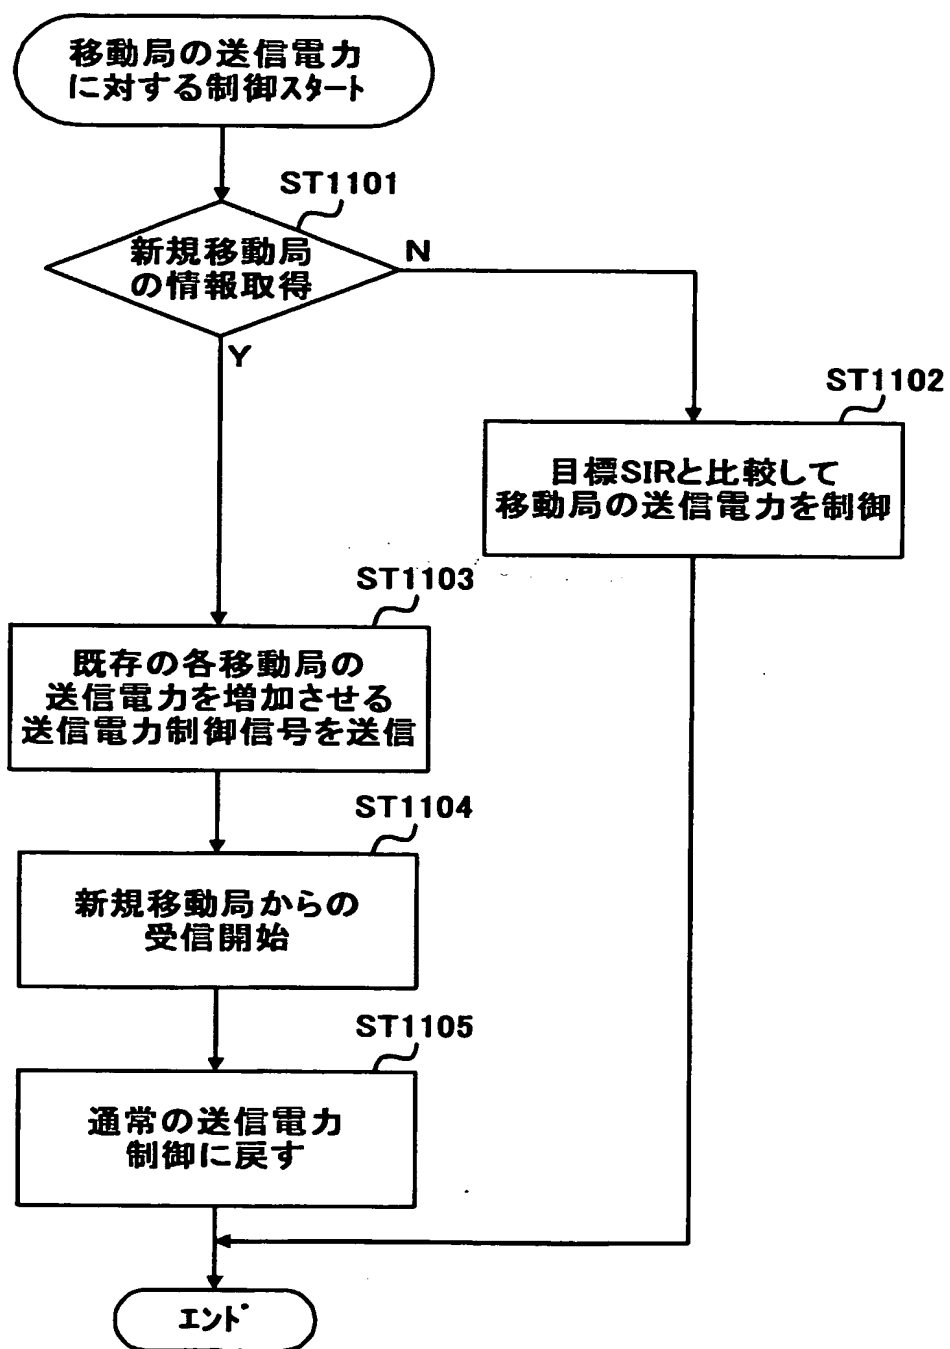 移動局の送信電力
に対する制御スタート
ST1101
新規移動局
の情報取得
N
Y
ST1102
目標SIRと比較して
移動局の送信電力を制御
ST1103
既存の各移動局の
送信電力を増加させる
送信電力制御信号を送信
ST1104
新規移動局からの
受信開始
ST1105
通常の送信電力
制御に戻す
エンド